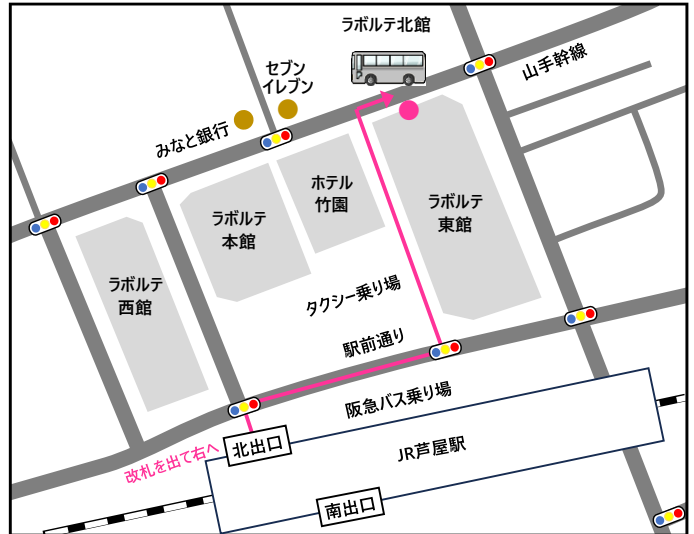 ラボルテ北館
山手幹線
セブン
イレブン
みなと銀行
ホテル
竹園
ラボルテ
本館
ラボルテ
東館
ラボルテ
西館
タクシー乗り場
駅前通り
阪急バス乗り場
改札を出て右へ
北出口
JR芦屋駅
南出口